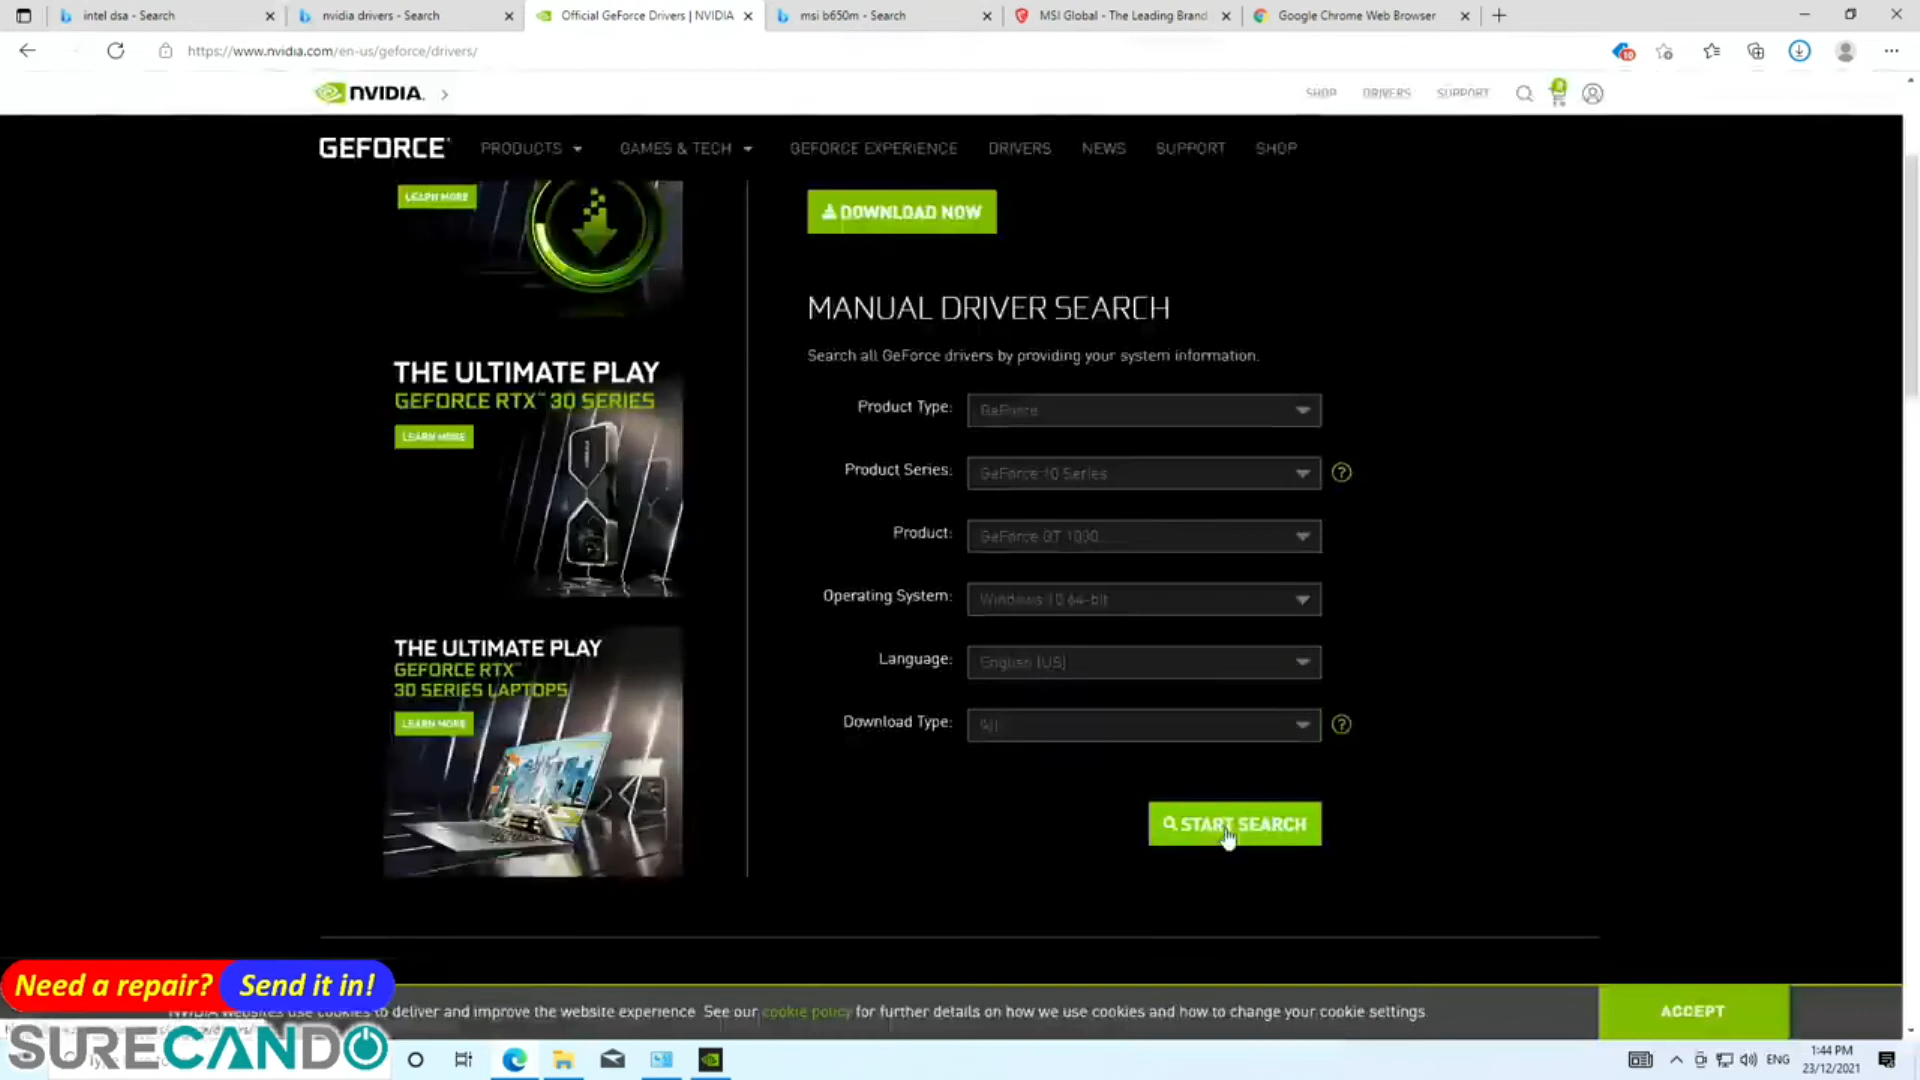 intel dsa - Search
nvidia drivers - Search
Official GeForce Drivers | NVIDIA
msi b650m - Search
MSI Global - The Leading Brand
Google Chrome Web Browser
https://www.nvidia.com/en-us/geforce/drivers/
10
NVIDIA.
SHOP DRIVERS SUPPORT
GEFORCE PRODUCTS GAMES & TECH GEFORCE EXPERIENCE DRIVERS NEWS SUPPORT SHOP
LEARN MORE
DOWNLOAD NOW
MANUAL DRIVER SEARCH
Search all GeForce drivers by providing your system information.
THE ULTIMATE PLAY
GEFORCE RTX™ 30 SERIES
LEARN MORE
THE ULTIMATE PLAY
GEFORCE RTX™
30 SERIES LAPTOPS
LEARN MORE
Product Type: GeForce
Product Series: GeForce 10 Series
Product: GeForce GT 1030
Operating System: Windows 10 64-bit
Language: English (US)
Download Type: All
START SEARCH
Need a repair? Send it in!
to deliver and improve the website experience. See our cookie policy for further details on how we use cookies and how to change your cookie settings.
ACCEPT
SURECANDO
ENG
1:44 PM
23/12/2021